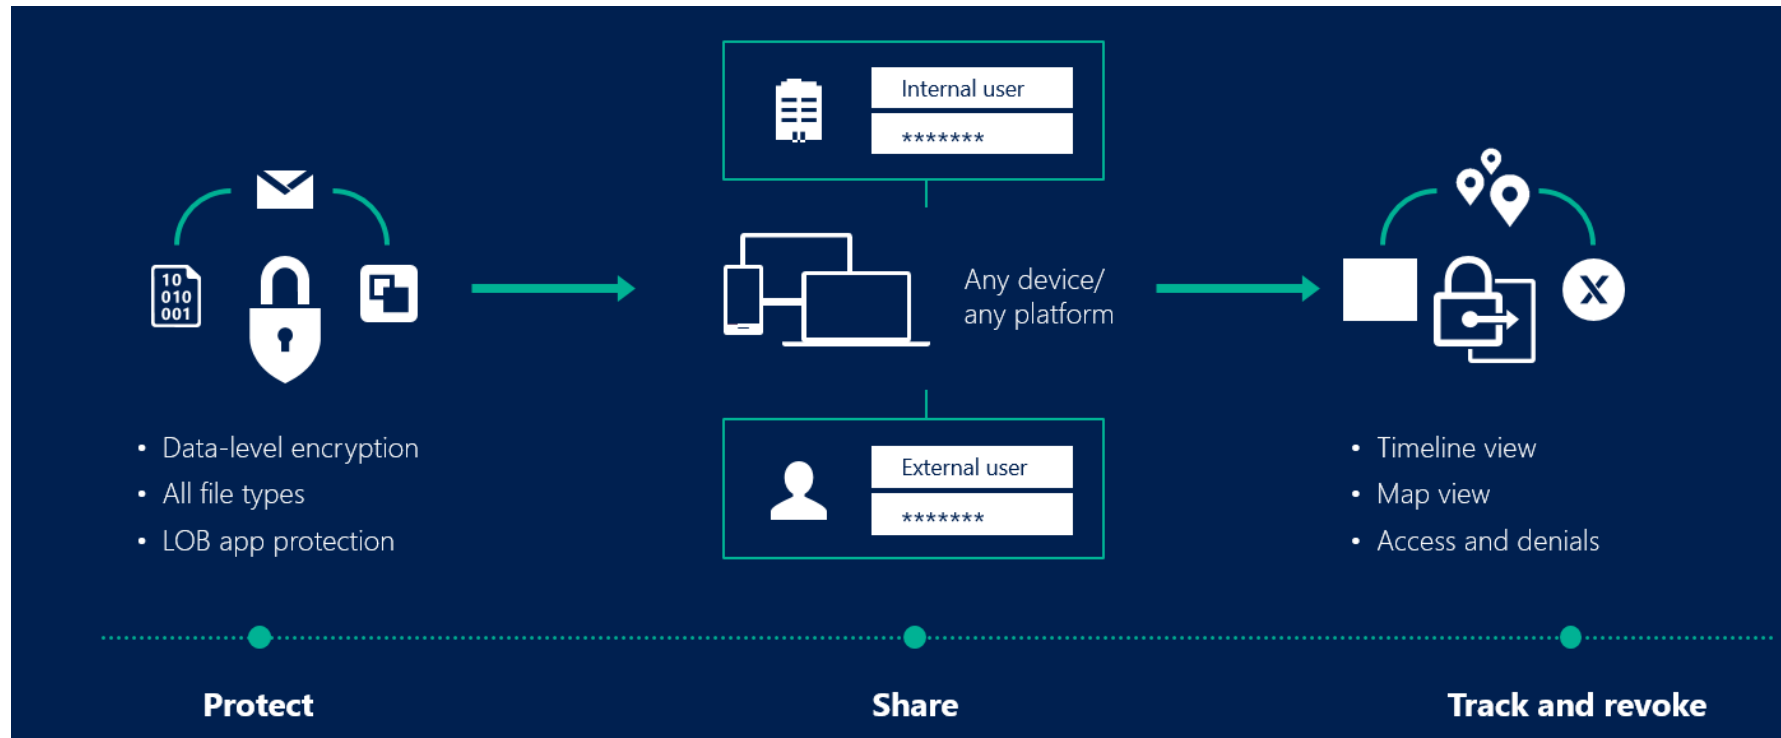 Internal user
*******
10
010
001
Any device/
any platform
X
• Data-level encryption
• All file types
• LOB app protection
External user
*******
• Timeline view
• Map view
• Access and denials
Protect
Share
Track and revoke